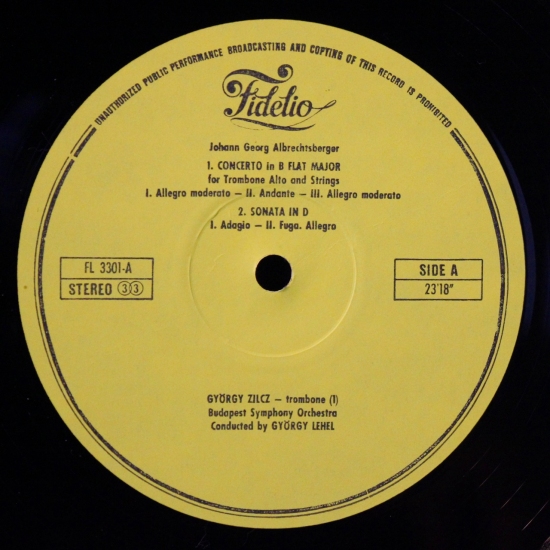 UNAUTHORIZED PUBLIC PERFORMANCE BROADCASTING AND COPYING OF THIS RECORD IS PROHIBITED
Fidelio
Johann Georg Albrechtsberger
1. CONCERTO in B FLAT MAJOR
for Trombone Alto and Strings
I. Allegro moderato – II. Andante – III. Allegro moderato
2. SONATA IN D
I. Adagio – II. Fuga. Allegro
FL 3301-A
STEREO 33
SIDE A
23'18"
GYÖRGY ZILCZ – trombone (1)
Budapest Symphony Orchestra
Conducted by GYÖRGY LEHEL